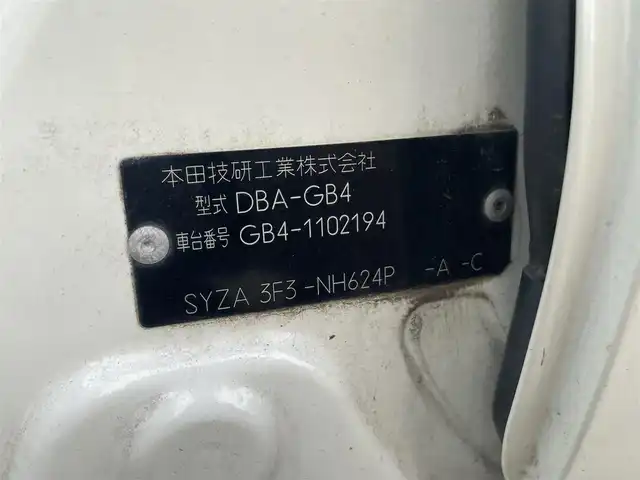 本田技研工業株式会社
型式 DBA-GB4
車台番号 GB4-1102194
SYZA 3F3-NH624P -A -C